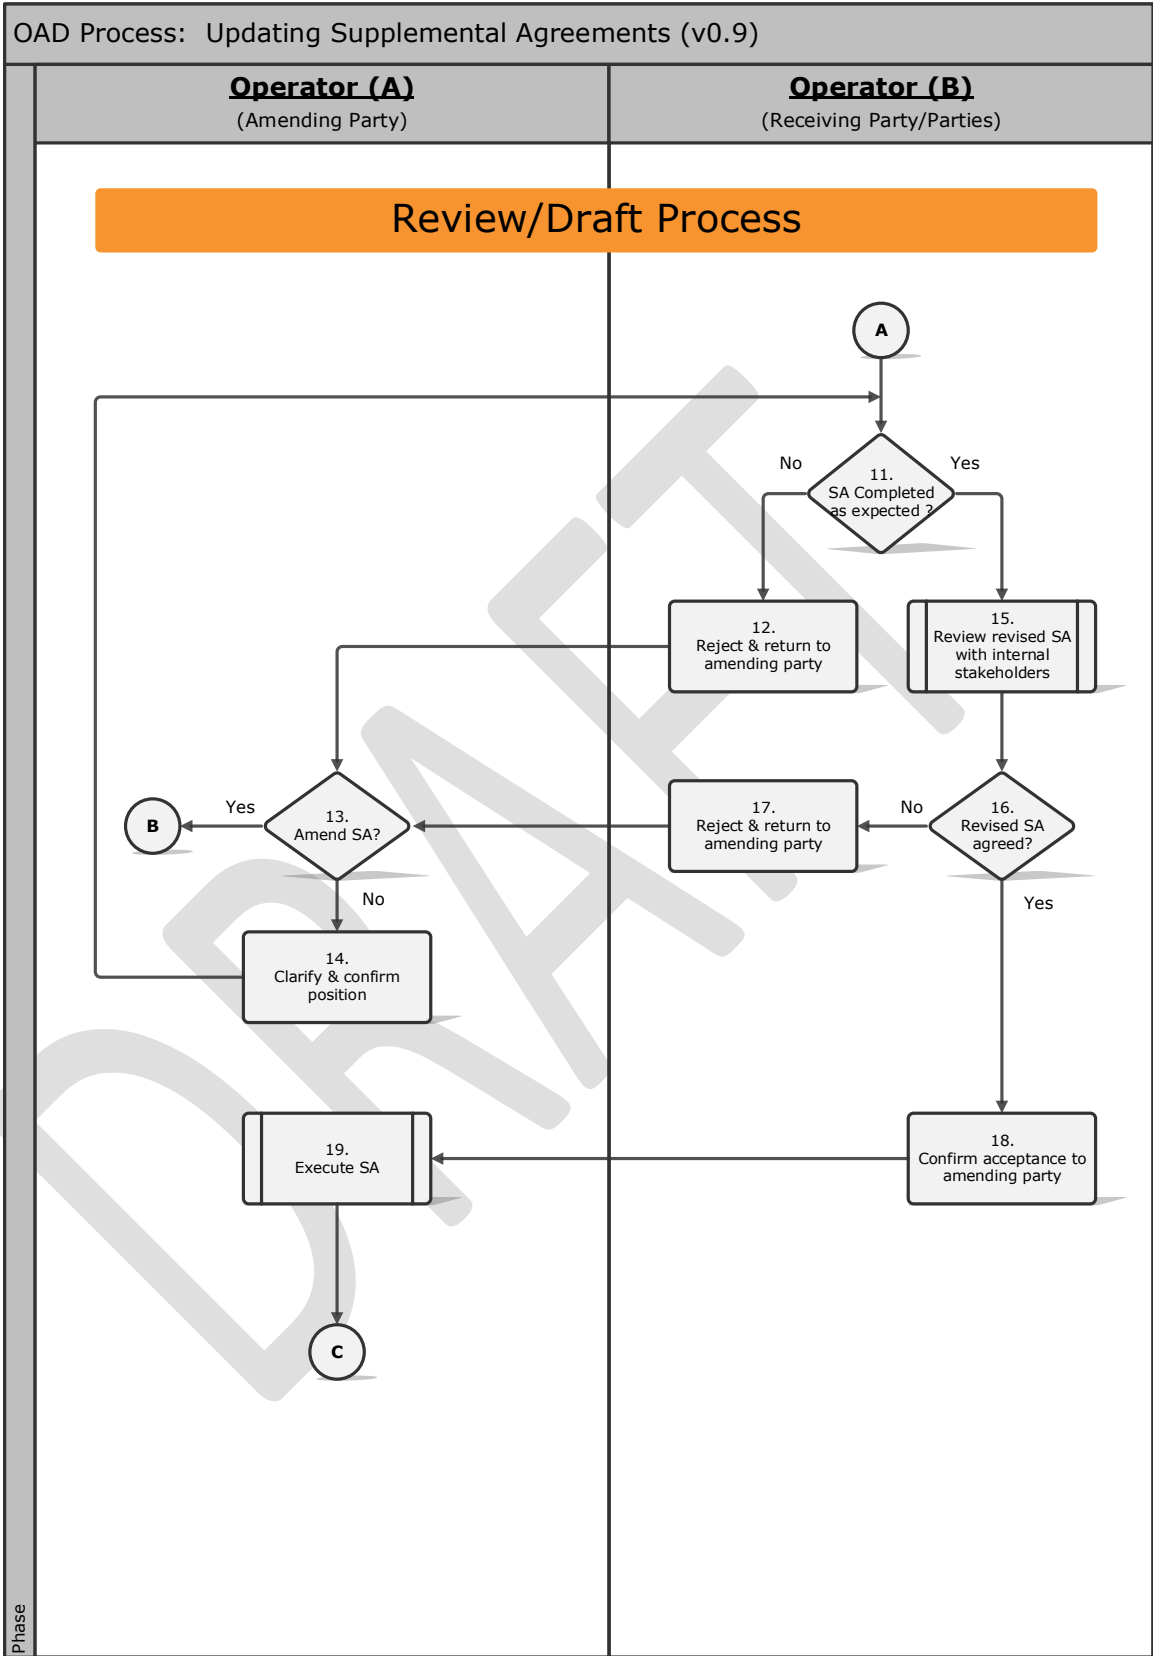 OAD Process: Updating Supplemental Agreements (v0.9)
Operator (A)
(Amending Party)
Operator (B)
(Receiving Party/Parties)
Review/Draft Process
A
No
Yes
11.
SA Completed
as expected ?
12.
Reject & return to
amending party
15.
Review revised SA
with internal
stakeholders
B
Yes
13.
Amend SA?
No
17.
Reject & return to
amending party
No
16.
Revised SA
agreed?
Yes
14.
Clarify & confirm
position
19.
Execute SA
18.
Confirm acceptance to
amending party
C
Phase
DRAFT